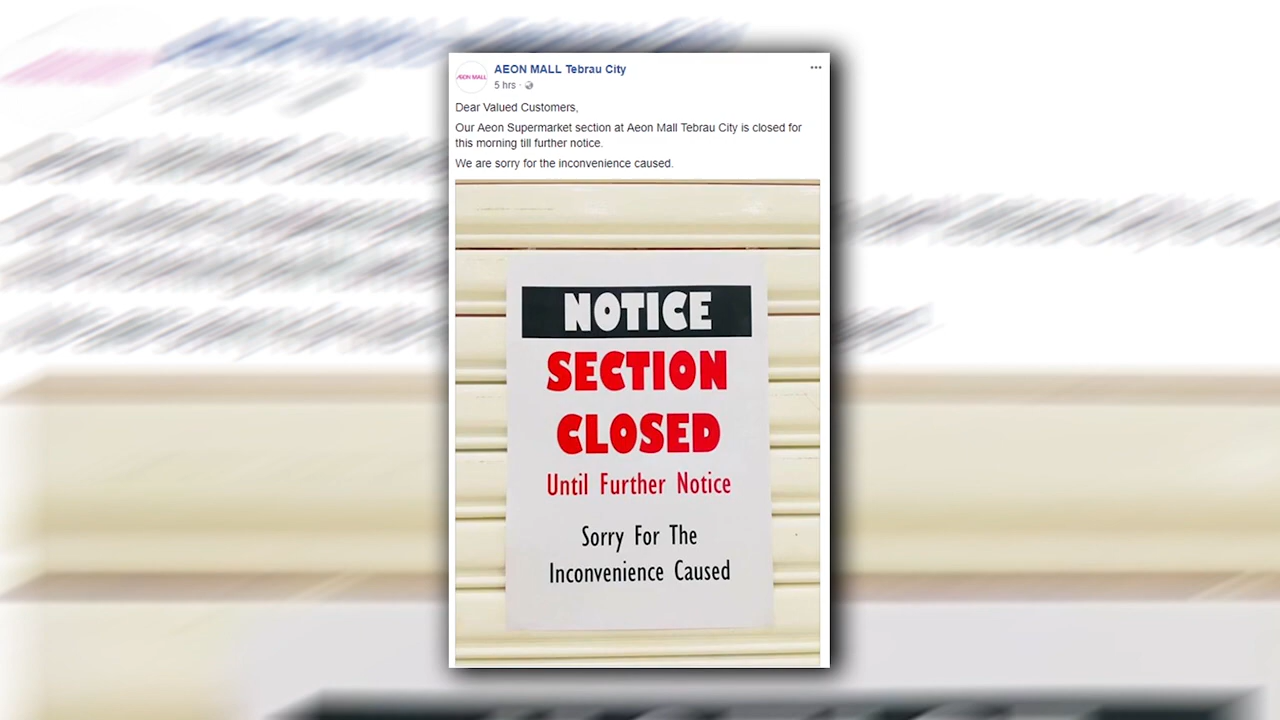 AEON MALL
AEON MALL Tebrau City
5 hrs ·
Dear Valued Customers,
Our Aeon Supermarket section at Aeon Mall Tebrau City is closed for
this morning till further notice.
We are sorry for the inconvenience caused.
NOTICE
SECTION
CLOSED
Until Further Notice
Sorry For The
Inconvenience Caused